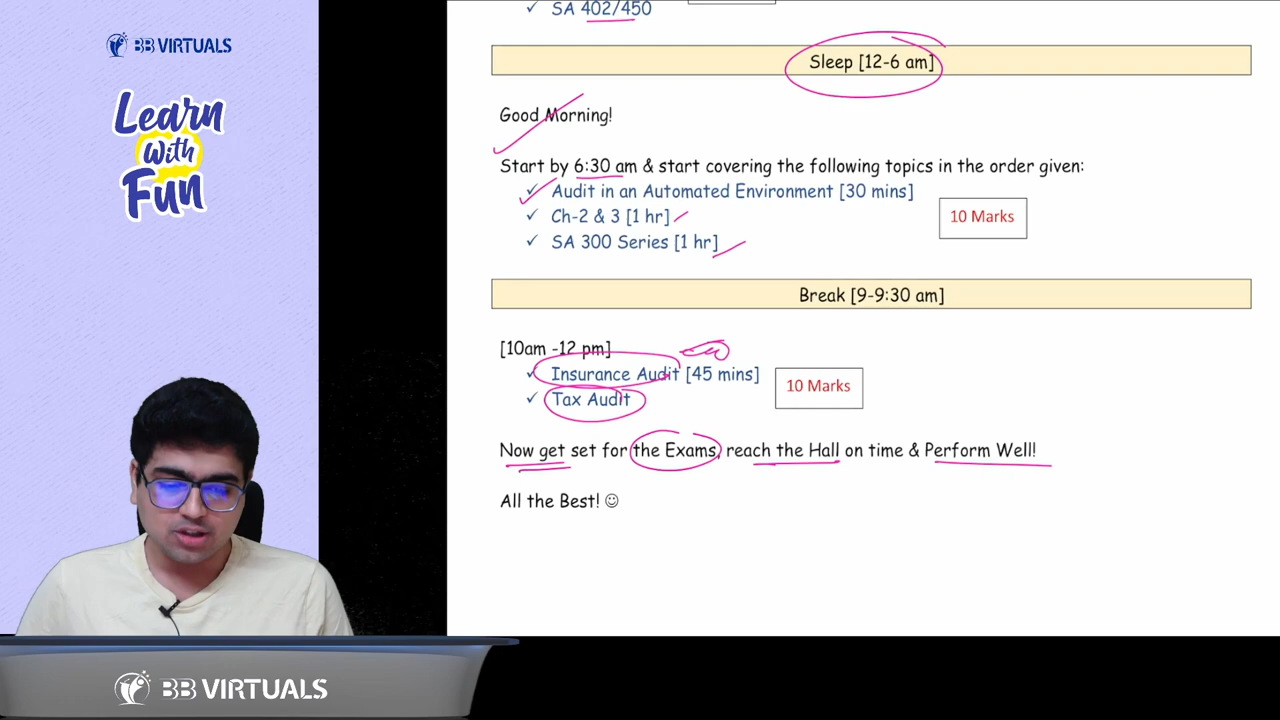 BB VIRTUALS
Learn
With
Fun
✓ SA 402/450
Sleep [12-6 am]
Good Morning!
Start by 6:30 am & start covering the following topics in the order given:
✓ Audit in an Automated Environment [30 mins]
✓ Ch-2 & 3 [1 hr]
✓ SA 300 Series [1 hr]
10 Marks
Break [9-9:30 am]
[10am -12 pm]
✓ Insurance Audit [45 mins]
✓ Tax Audit
10 Marks
Now get set for the Exams, reach the Hall on time & Perform Well!
All the Best! ☺
BB VIRTUALS